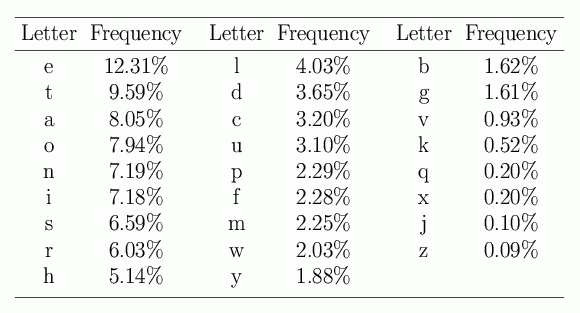 Letter Frequency Letter Frequency Letter Frequency
e 12.31% l 4.03% b 1.62%
t 9.59% d 3.65% g 1.61%
a 8.05% c 3.20% v 0.93%
o 7.94% u 3.10% k 0.52%
n 7.19% p 2.29% q 0.20%
i 7.18% f 2.28% x 0.20%
s 6.59% m 2.25% j 0.10%
r 6.03% w 2.03% z 0.09%
h 5.14% y 1.88%